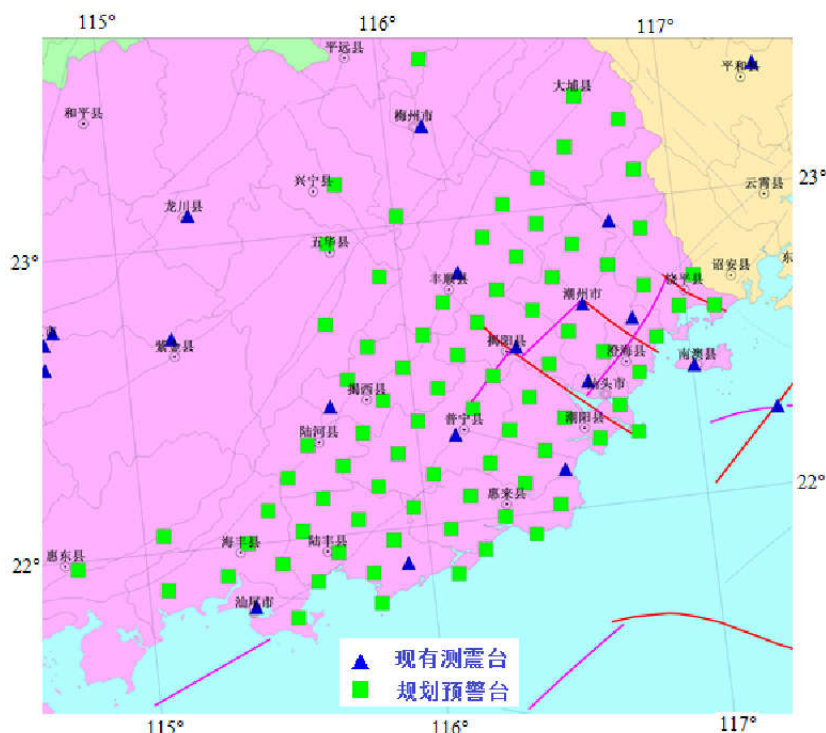 115° 116° 117°
平远县
平和县
大埔县
和平县
梅州市
23°
兴宁县
云霄县
龙川县
五华县
23°
诏安县
东
丰顺县
饶平县
潮州市
紫金县
揭阳县
澄海县
南澳县
揭西县
汕头市
普宁县
潮阳县
陆河县
22°
惠来县
海丰县
陆丰县
惠东县
22°
汕尾市
现有测震台
规划预警台
115° 116° 117°